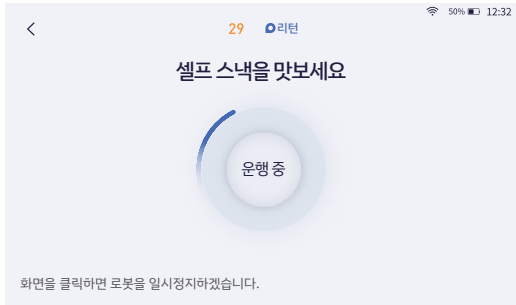 50% 12:32
29 리턴
셀프 스낵을 맛보세요
운행 중
화면을 클릭하면 로봇을 일시정지하겠습니다.